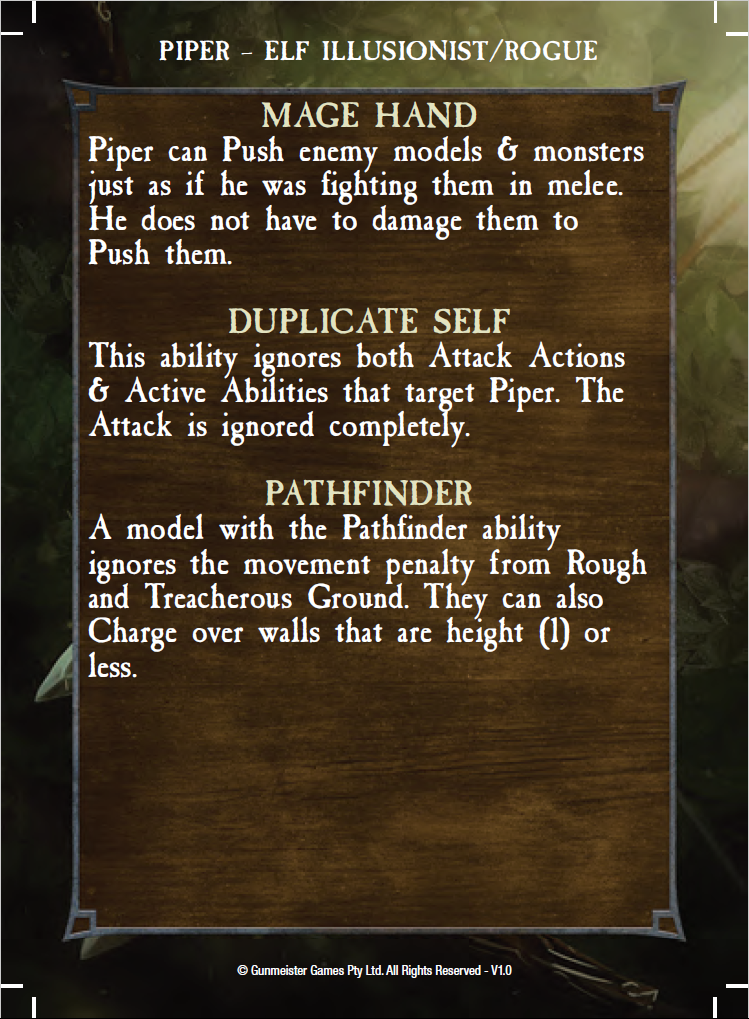 PIPER – ELF ILLUSIONIST/ROGUE
MAGE HAND
Piper can Push enemy models & monsters
just as if he was fighting them in melee.
He does not have to damage them to
Push them.
DUPLICATE SELF
This ability ignores both Attack Actions
& Active Abilities that target Piper. The
Attack is ignored completely.
PATHFINDER
A model with the Pathfinder ability
ignores the movement penalty from Rough
and Treacherous Ground. They can also
Charge over walls that are height (1) or
less.
© Gunmeister Games Pty Ltd. All Rights Reserved - V1.0